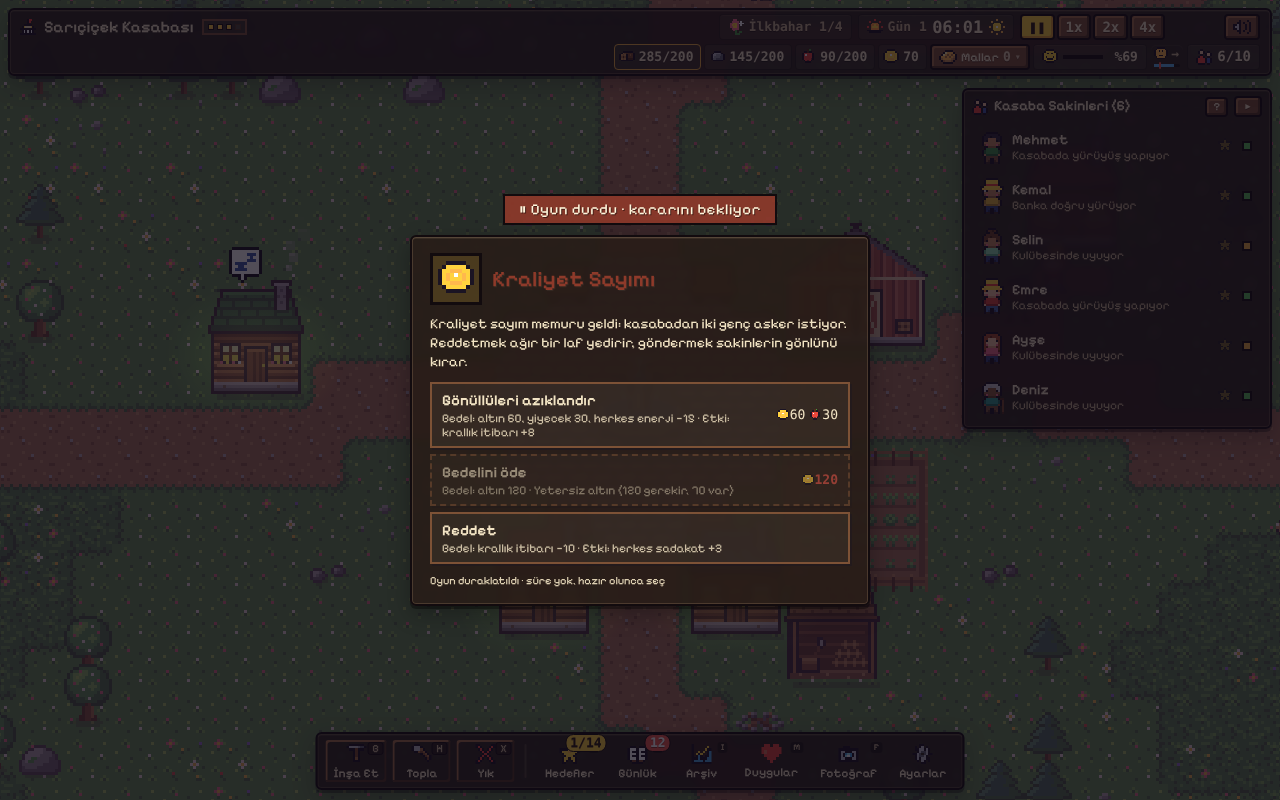 Sarıçiçek Kasabası
İlkbahar 1/4
Gün 1 06:01
1x
2x
4x
285/200
145/200
90/200
70
Mallar 0
%69
6/10
Kasaba Sakinleri (6)
?
Mehmet
Kasabada yürüyüş yapıyor
Kemal
Banka doğru yürüyor
Selin
Kulübesinde uyuyor
Emre
Kasabada yürüyüş yapıyor
Ayşe
Kulübesinde uyuyor
Deniz
Kulübesinde uyuyor
Oyun durdu · kararını bekliyor
Kraliyet Sayımı
Kraliyet sayım memuru geldi: kasabadan iki genç asker istiyor.
Reddetmek ağır bir laf yedirir, göndermek sakinlerin gönlünü
kırar.
Gönüllüleri azıklandır
Bedel: altın 60, yiyecek 30, herkes enerji -18 · Etki:
krallık itibarı +8
60 30
Bedelini öde
Bedel: altın 180 · Yetersiz altın (180 gerekir, 70 var)
120
Reddet
Bedel: krallık itibarı -10 · Etki: herkes sadakat +3
Oyun duraklatıldı · süre yok, hazır olunca seç
z z
B
İnşa Et
H
Topla
X
Yık
1/14
Hedefler
12
Günlük
I
Arşiv
M
Duygular
F
Fotoğraf
Ayarlar